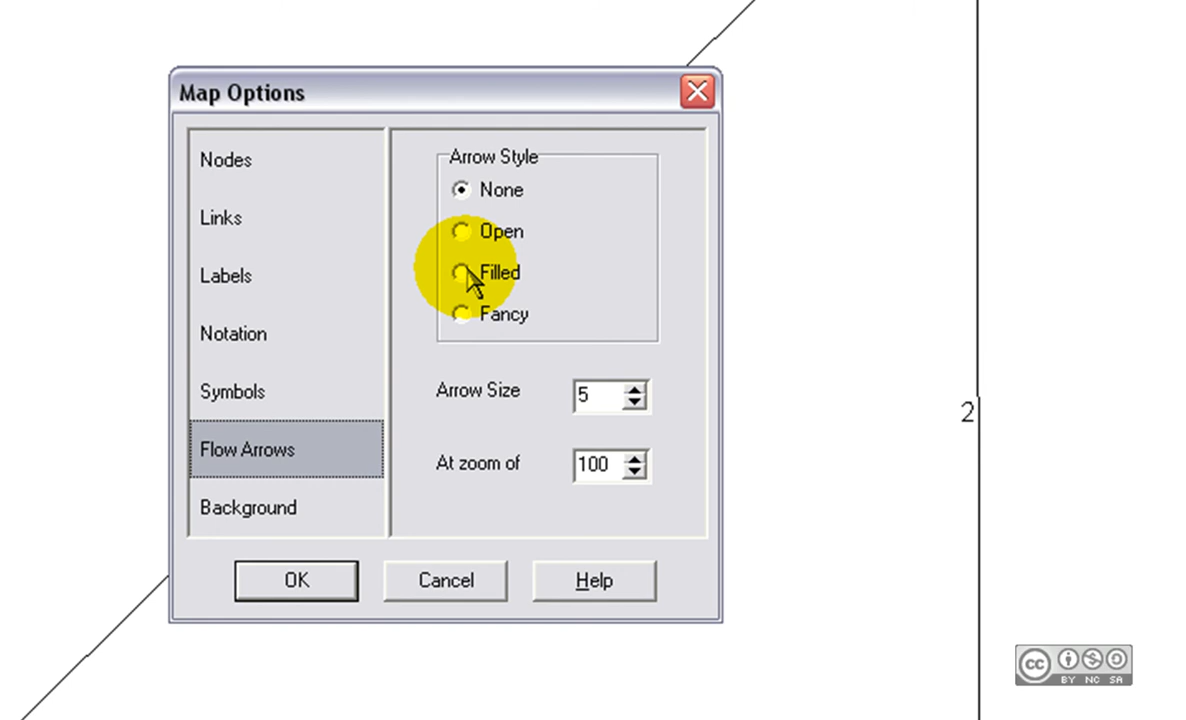 Map Options
Nodes
Links
Labels
Notation
Symbols
Flow Arrows
Background
Arrow Style
None
Open
Filled
Fancy
Arrow Size 5
At zoom of 100
OK Cancel Help
2
cc BY NC SA